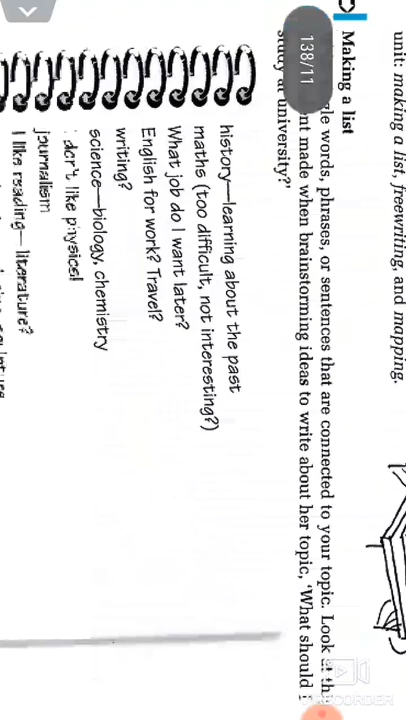 unit: making a list, freewriting, and mapping.
Making a list
words, phrases, or sentences that are connected to your topic. Look at
made when brainstorming ideas to write about her topic, 'What should I
study at university?'
138/11
history—learning about the past
maths (too difficult, not interesting?)
What job do I want later?
English for work? Travel?
writing?
science—biology, chemistry
don't like physics!
journalism
I like reading—literature?
RECORDER